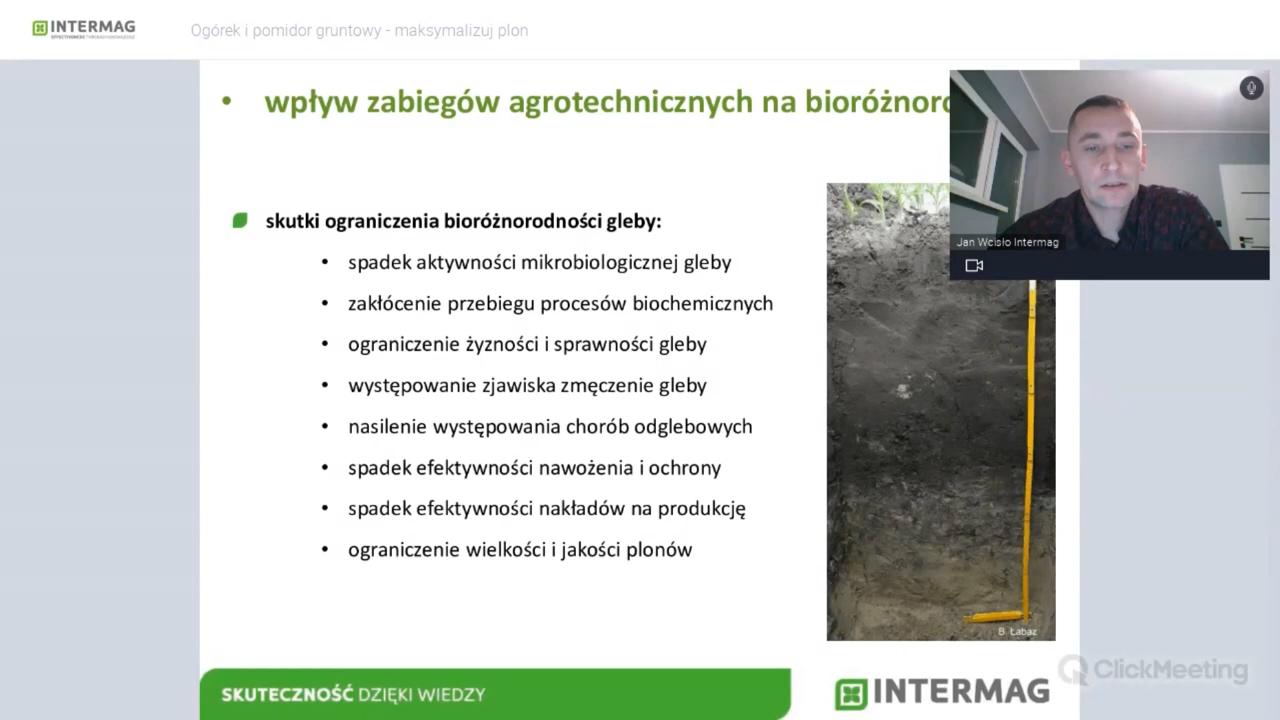 INTERMAG
Ogórek i pomidor gruntowy - maksymalizuj plon
wpływ zabiegów agrotechnicznych na bioróżnoro
Jan Wcisło Intermag
skutki ograniczenia bioróżnorodności gleby:
spadek aktywności mikrobiologicznej gleby
zakłócenie przebiegu procesów biochemicznych
ograniczenie żyzności i sprawności gleby
występowanie zjawiska zmęczenie gleby
nasilenie występowania chorób odglebowych
spadek efektywności nawożenia i ochrony
spadek efektywności nakładów na produkcję
ograniczenie wielkości i jakości plonów
B. Łabaz
SKUTECZNOŚĆ DZIĘKI WIEDZY
INTERMAG
ClickMeeting